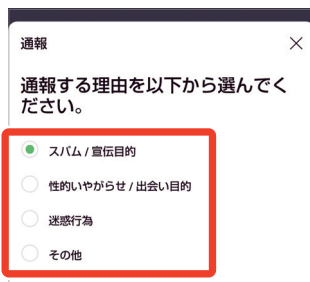 通報
通報する理由を以下から選んでく
ださい。
スパム / 宣伝目的
性的いやがらせ / 出会い目的
迷惑行為
その他